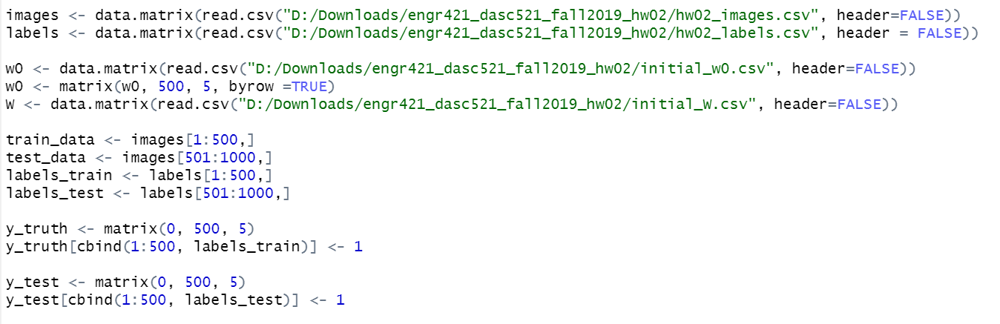 images <- data.matrix(read.csv("D:/Downloads/engr421_dasc521_fall2019_hw02/hw02_images.csv", header=FALSE))
labels <- data.matrix(read.csv("D:/Downloads/engr421_dasc521_fall2019_hw02/hw02_labels.csv", header = FALSE))
w0 <- data.matrix(read.csv("D:/Downloads/engr421_dasc521_fall2019_hw02/initial_w0.csv", header=FALSE))
w0 <- matrix(w0, 500, 5, byrow =TRUE)
W <- data.matrix(read.csv("D:/Downloads/engr421_dasc521_fall2019_hw02/initial_W.csv", header=FALSE))
train_data <- images[1:500,]
test_data <- images[501:1000,]
labels_train <- labels[1:500,]
labels_test <- labels[501:1000,]
y_truth <- matrix(0, 500, 5)
y_truth[cbind(1:500, labels_train)] <- 1
y_test <- matrix(0, 500, 5)
y_test[cbind(1:500, labels_test)] <- 1